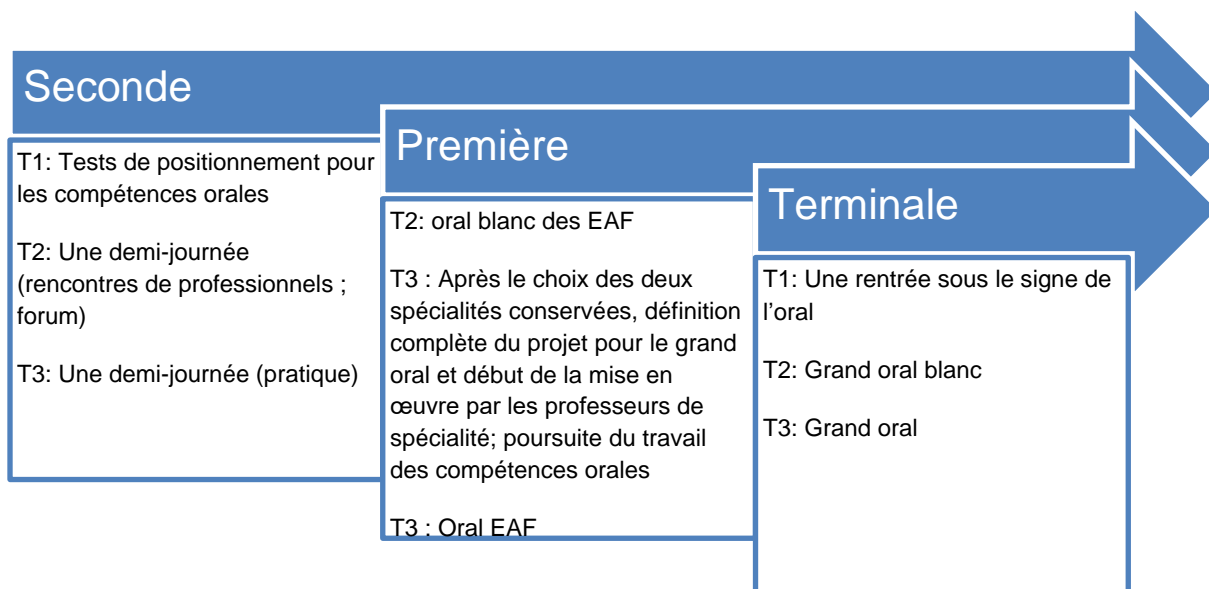 Seconde
T1: Tests de positionnement pour
les compétences orales
T2: Une demi-journée
(rencontres de professionnels ;
forum)
T3: Une demi-journée (pratique)
Première
T2: oral blanc des EAF
T3 : Après le choix des deux
spécialités conservées, définition
complète du projet pour le grand
oral et début de la mise en
œuvre par les professeurs de
spécialité; poursuite du travail
des compétences orales
T3 : Oral EAF
Terminale
T1: Une rentrée sous le signe de
l’oral
T2: Grand oral blanc
T3: Grand oral